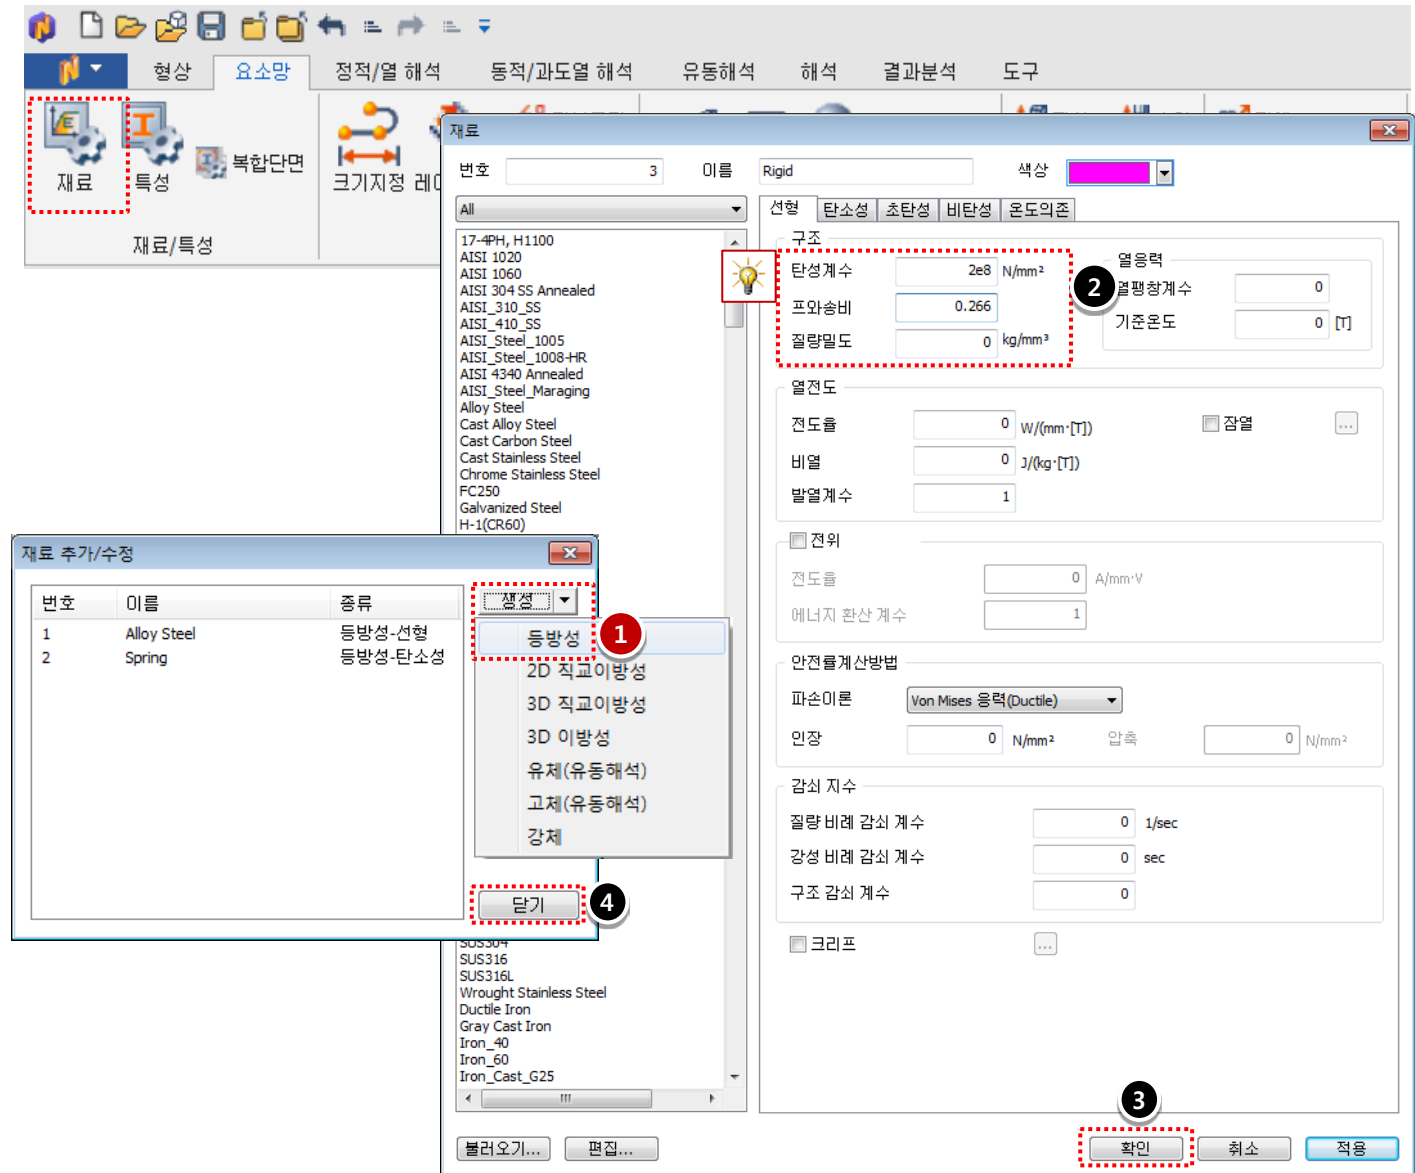 형상 요소망 정적/열 해석 동적/과도열 해석 유동해석 해석 결과분석 도구
재료 특성 복합단면 크기지정
재료/특성
재료
번호 3 이름 Rigid 색상
All
17-4PH, H1100
AISI 1020
AISI 1060
AISI 304 SS Annealed
AISI_310_SS
AISI_410_SS
AISI_Steel_1005
AISI_Steel_1008-HR
AISI 4340 Annealed
AISI_Steel_Maraging
Alloy Steel
Cast Alloy Steel
Cast Carbon Steel
Cast Stainless Steel
Chrome Stainless Steel
FC250
Galvanized Steel
H-1(CR60)
SUS304
SUS316
SUS316L
Wrought Stainless Steel
Ductile Iron
Gray Cast Iron
Iron_40
Iron_60
Iron_Cast_G25
불러오기... 편집...
선형 탄소성 초탄성 비탄성 온도의존
구조
탄성계수 2e8 N/mm²
프와송비 0.266
질량밀도 0 kg/mm³
2
열응력
열팽창계수 0
기준온도 0 [T]
열전도
전도율 0 W/(mm·[T]) 잠열 ...
비열 0 J/(kg·[T])
발열계수 1
전위
전도율 0 A/mm·V
에너지 환산 계수 1
안전률계산방법
파손이론 Von Mises 응력(Ductile)
인장 0 N/mm² 압축 0 N/mm²
감쇠 지수
질량 비례 감쇠 계수 0 1/sec
강성 비례 감쇠 계수 0 sec
구조 감쇠 계수 0
크리프 ...
3
확인 취소 적용
재료 추가/수정
번호 이름 종류
1 Alloy Steel 등방성-선형
2 Spring 등방성-탄소성
생성
등방성 1
2D 직교이방성
3D 직교이방성
3D 이방성
유체(유동해석)
고체(유동해석)
강체
닫기 4